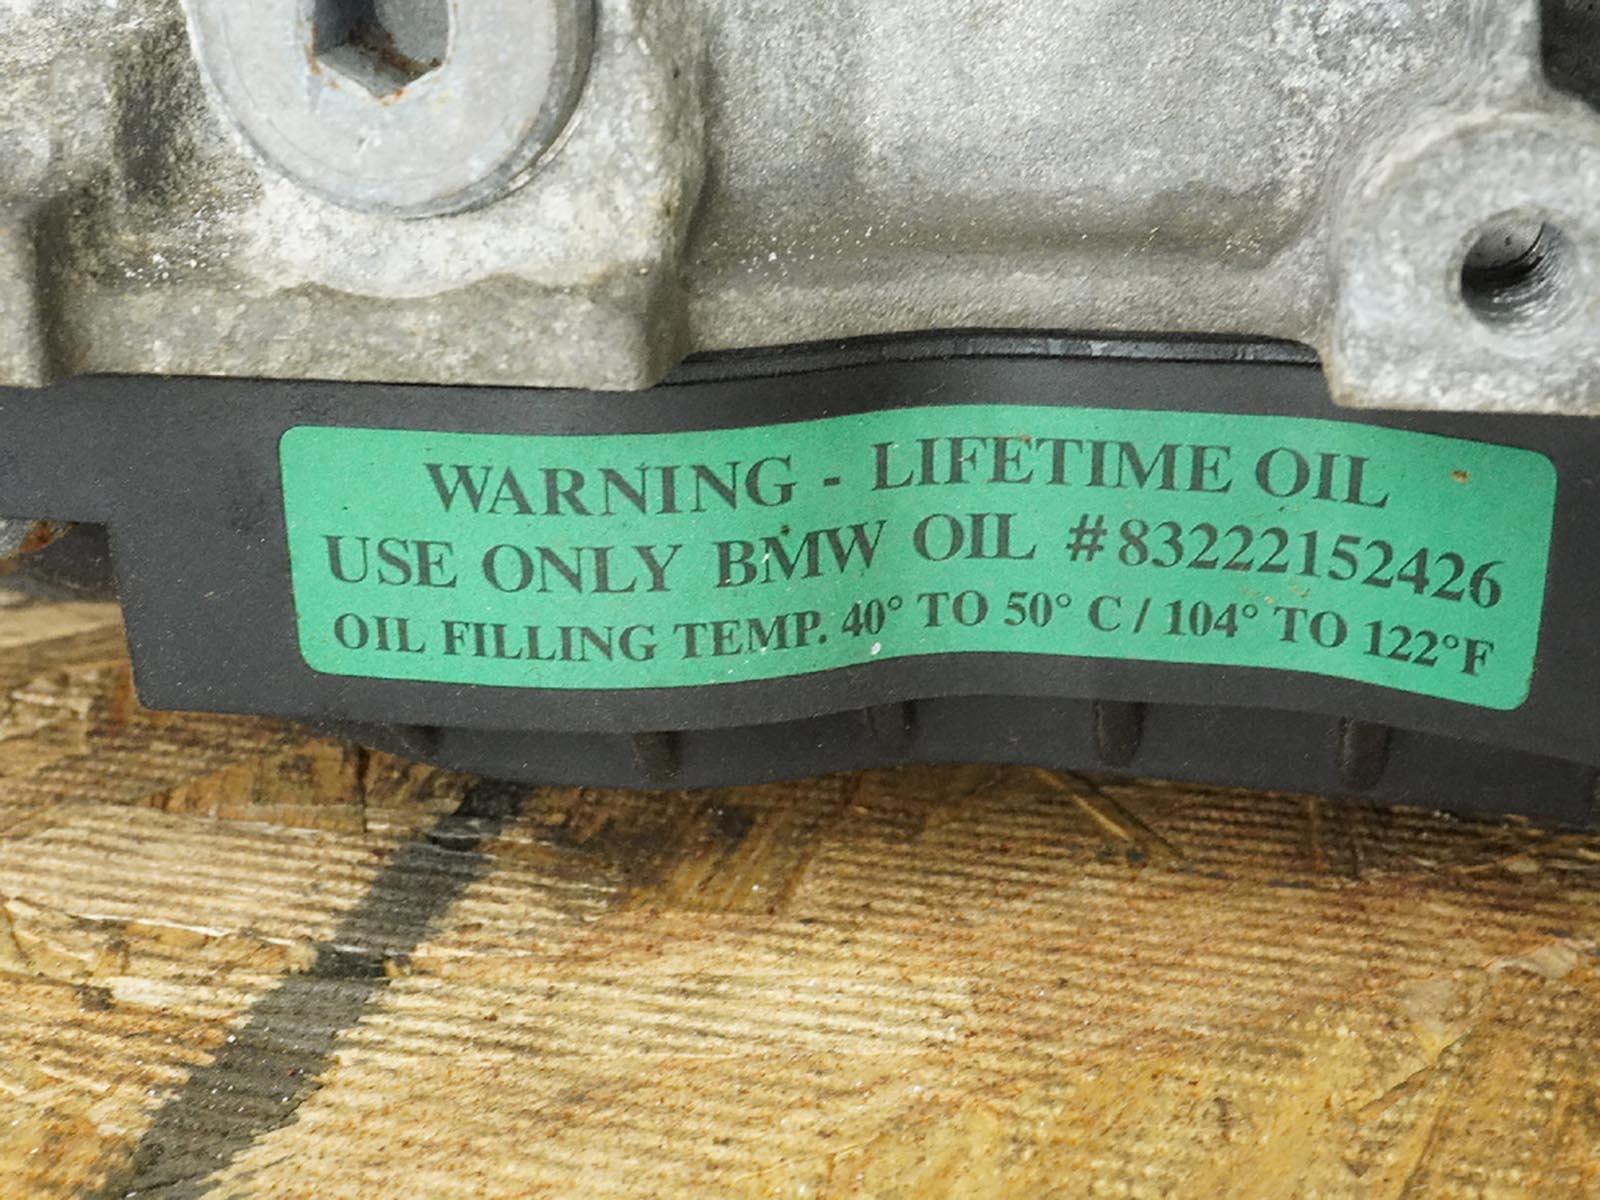 WARNING - LIFETIME OIL
USE ONLY BMW OIL #83222152426
OIL FILLING TEMP. 40° TO 50° C / 104° TO 122°F